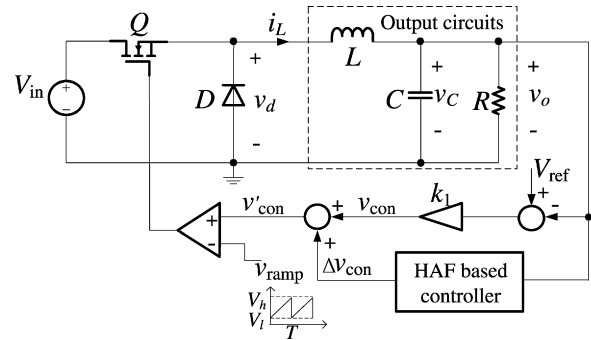 Q
i_L
Output circuits
L
V_in
+
-
D
+
v_d
-
C
+
v_C
-
R
+
v_o
-
V_ref
+
-
k_1
v_con
+
+
v'_con
+
-
v_ramp
Δv_con
HAF based
controller
V_h
V_l
T